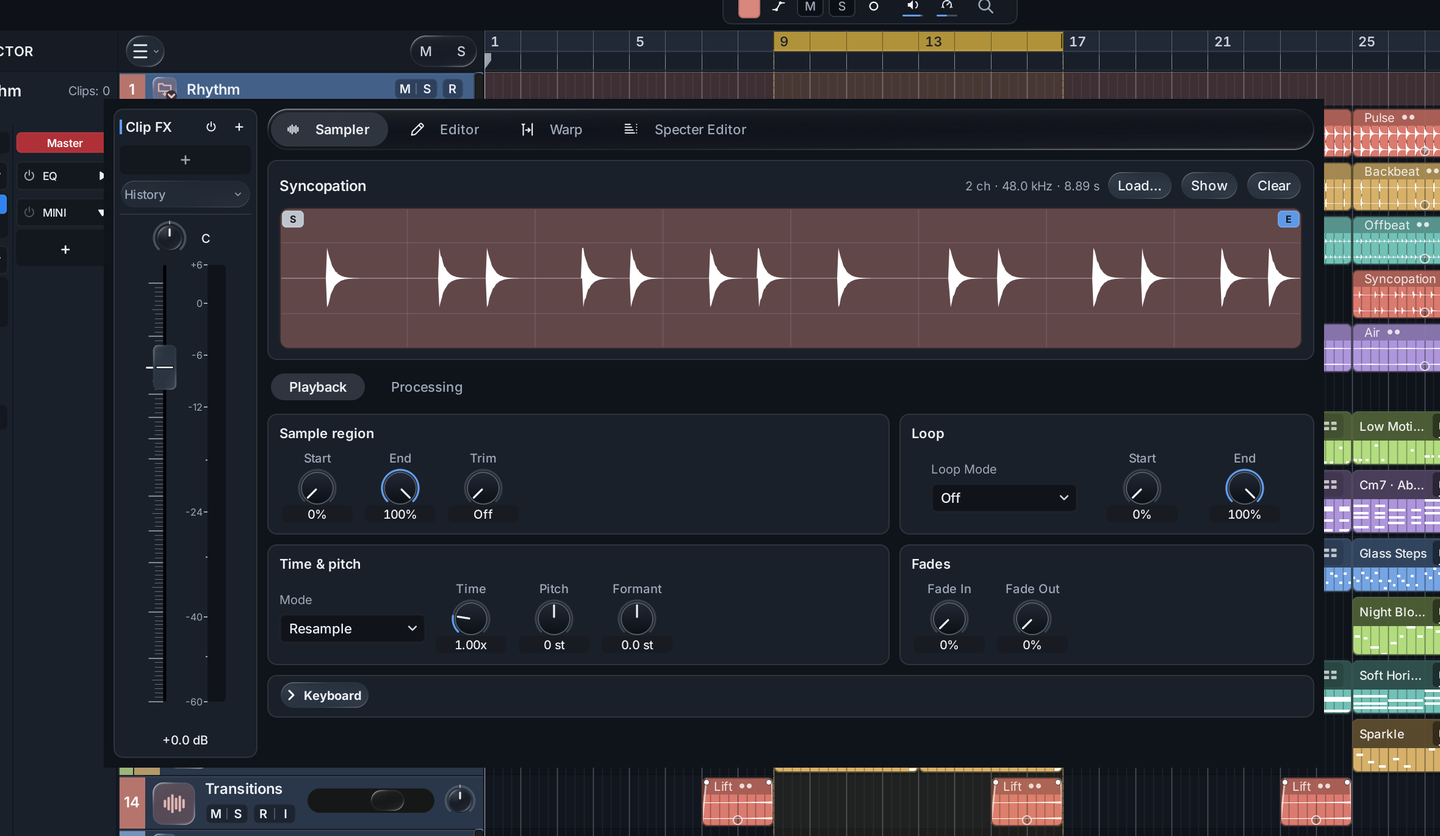 M S
1 5 9 13 17 21 25
CTOR
M S
hm Clips: 0
1 Rhythm M S R
Master
EQ
MINI
+
Clip FX +
+
History
C
+6
0
-6
-12
-24
-40
-60
+0.0 dB
Sampler Editor Warp Specter Editor
Syncopation 2 ch · 48.0 kHz · 8.89 s Load... Show Clear
S E
Playback Processing
Sample region
Start End Trim
0% 100% Off
Loop
Loop Mode Start End
Off 0% 100%
Time & pitch
Mode Time Pitch Formant
Resample 1.00x 0 st 0.0 st
Fades
Fade In Fade Out
0% 0%
Keyboard
Pulse
Backbeat
Offbeat
Syncopation
Air
Low Moti...
Cm7 · Ab...
Glass Steps
Night Blo...
Soft Hori...
Sparkle
14 Transitions
M S R I
Lift Lift Lift